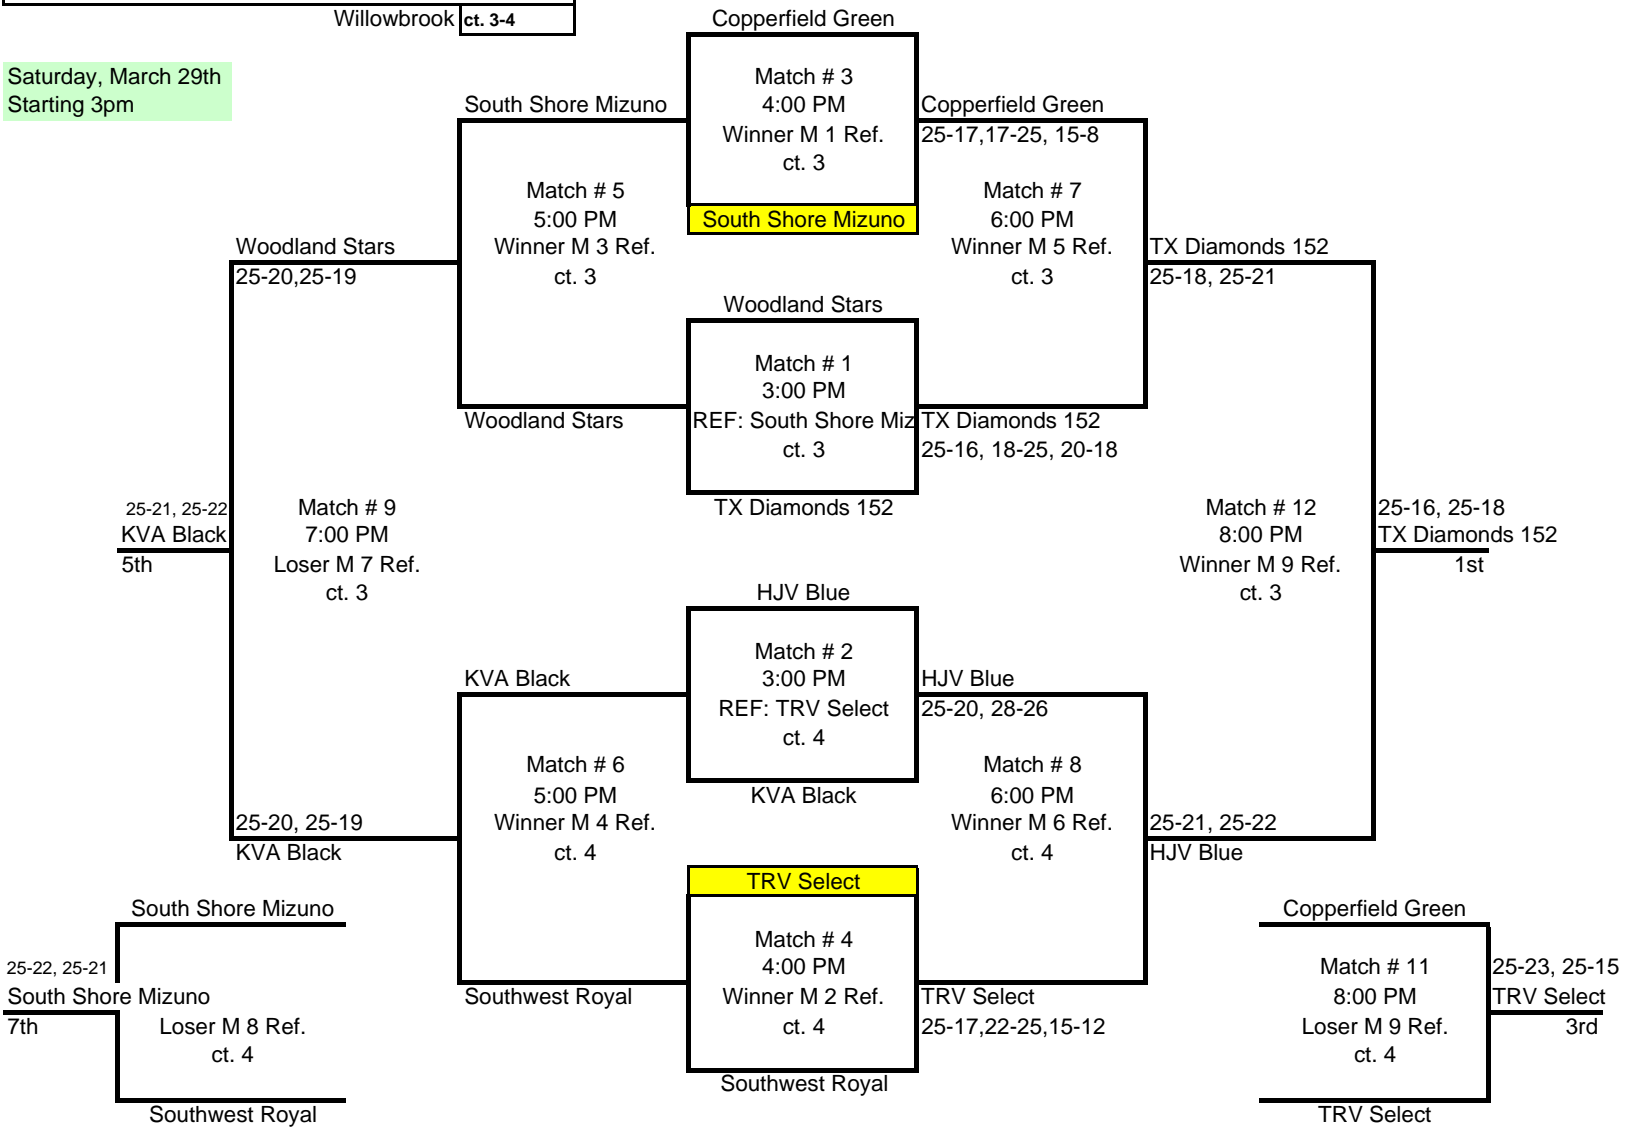 Willowbrook ct. 3-4
Saturday, March 29th
Starting 3pm
Copperfield Green
Match # 3
4:00 PM
Winner M 1 Ref.
ct. 3
South Shore Mizuno
South Shore Mizuno
Match # 5
5:00 PM
Winner M 3 Ref.
ct. 3
Copperfield Green
25-17,17-25, 15-8
Match # 7
6:00 PM
Winner M 5 Ref.
ct. 3
Woodland Stars
25-20,25-19
TX Diamonds 152
25-18, 25-21
Woodland Stars
Match # 1
3:00 PM
REF: South Shore Miz
ct. 3
TX Diamonds 152
Woodland Stars
TX Diamonds 152
25-16, 18-25, 20-18
25-21, 25-22
KVA Black
5th
Match # 9
7:00 PM
Loser M 7 Ref.
ct. 3
Match # 12
8:00 PM
Winner M 9 Ref.
ct. 3
25-16, 25-18
TX Diamonds 152
1st
HJV Blue
Match # 2
3:00 PM
REF: TRV Select
ct. 4
KVA Black
KVA Black
Match # 6
5:00 PM
Winner M 4 Ref.
ct. 4
HJV Blue
25-20, 28-26
Match # 8
6:00 PM
Winner M 6 Ref.
ct. 4
25-20, 25-19
KVA Black
25-21, 25-22
HJV Blue
TRV Select
Match # 4
4:00 PM
Winner M 2 Ref.
ct. 4
Southwest Royal
Southwest Royal
TRV Select
25-17,22-25,15-12
South Shore Mizuno
25-22, 25-21
South Shore Mizuno
7th
Loser M 8 Ref.
ct. 4
Southwest Royal
Copperfield Green
Match # 11
8:00 PM
Loser M 9 Ref.
ct. 4
25-23, 25-15
TRV Select
3rd
TRV Select